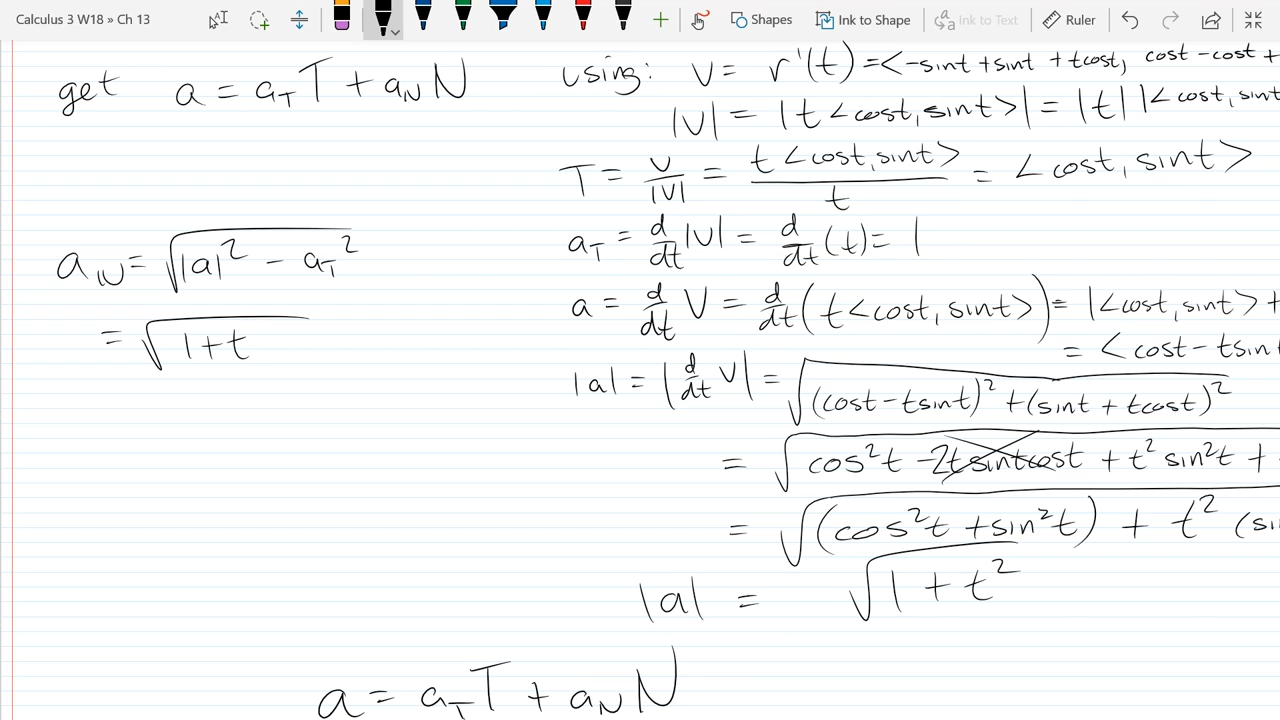 Calculus 3 W18 » Ch 13
Shapes Ink to Shape Ink to Text Ruler
get a = a_T T + a_N N
using: V = r'(t) = <-sint + sint + tcost, cost - cost +
|V| = |t <cost, sint>| = |t| |<cost, sint
T = V/|V| = t <cost, sint>/t = <cost, sint>
a_T = d/dt |V| = d/dt (t) = 1
a_N = √(|a|² - a_T²)
= √(1 + t
a = d/dt V = d/dt (t <cost, sint>) = 1<cost, sint> +
= <cost - tsint
|a| = |d/dt V| = √((cost - tsint)² + (sint + tcost)²)
= √(cos²t - 2tsintcost + t² sin²t +
= √((cos²t + sin²t) + t² (si
|a| = √(1 + t²)
a = a_T T + a_N N